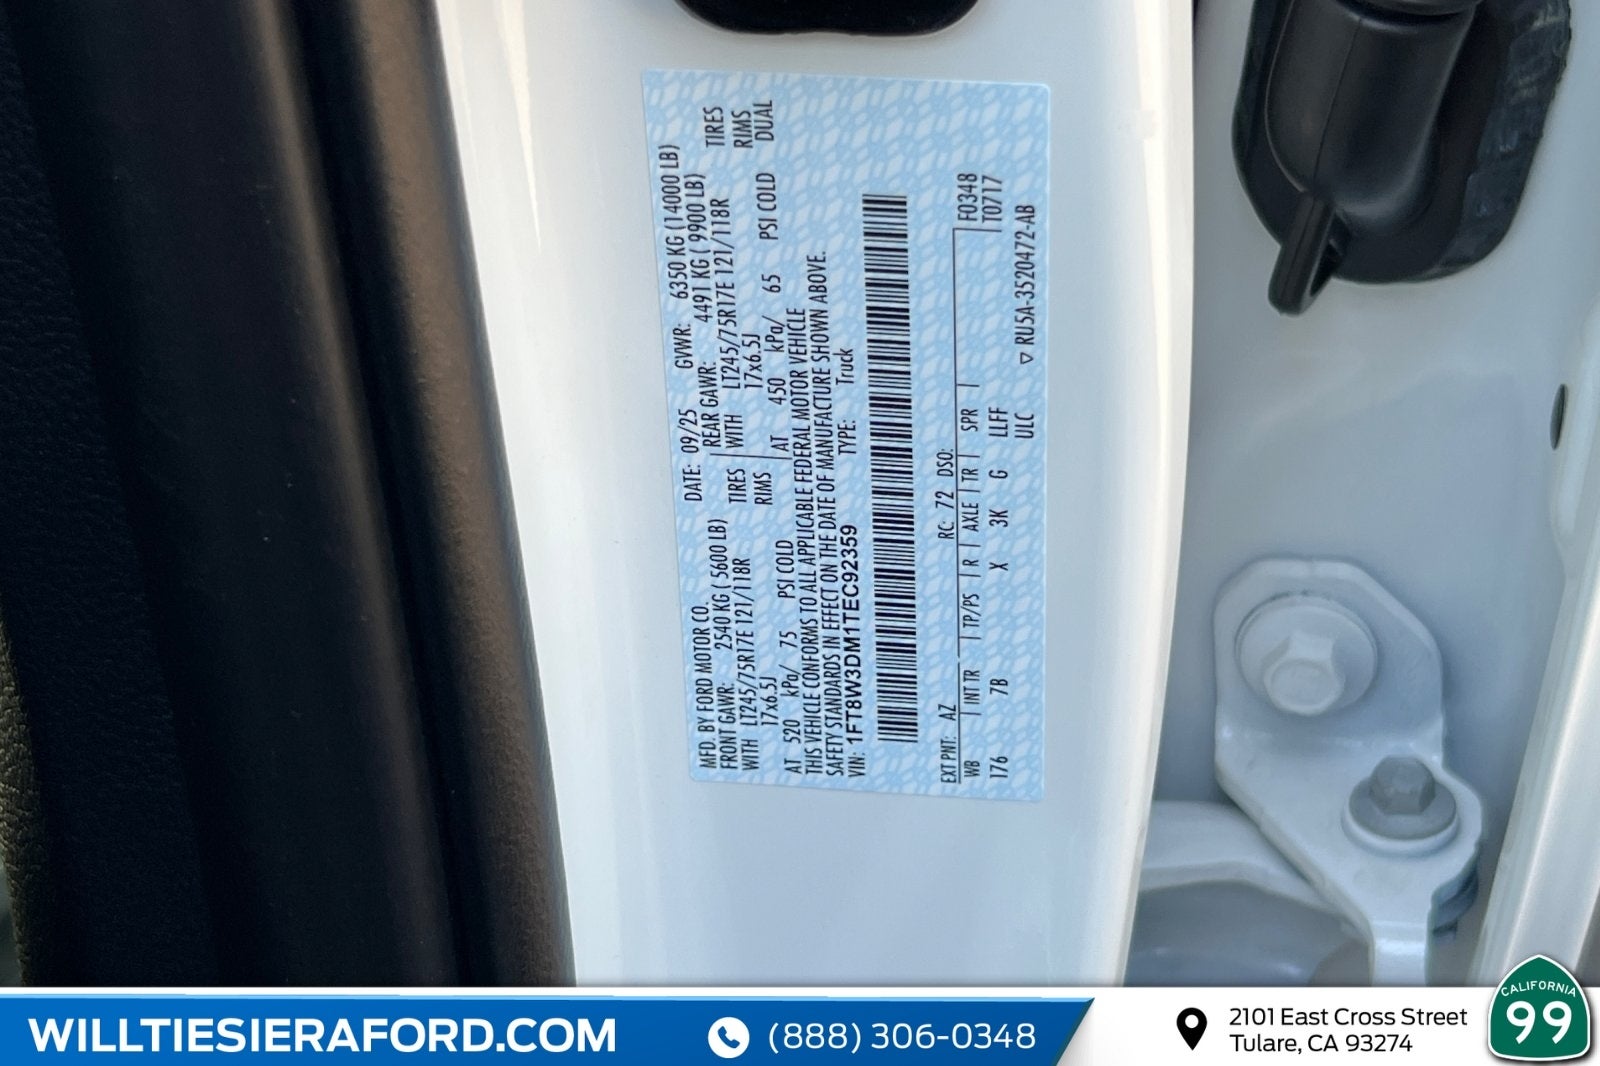 MFD. BY FORD MOTOR CO. DATE: 09/25 GVWR: 6350 KG (14000 LB)
FRONT GAWR: 2540 KG ( 5600 LB) REAR GAWR: 4491 KG ( 9900 LB)
WITH LT245/75R17E 121/118R TIRES WITH LT245/75R17E 121/118R TIRES
17x6.5J RIMS 17x6.5J RIMS
AT 520 kPa/ 75 PSI COLD AT 450 kPa/ 65 PSI COLD DUAL
THIS VEHICLE CONFORMS TO ALL APPLICABLE FEDERAL MOTOR VEHICLE
SAFETY STANDARDS IN EFFECT ON THE DATE OF MANUFACTURE SHOWN ABOVE.
VIN: 1FT8W3DM1TEC92359 TYPE: Truck
EXT PNT: AZ RC: 72 DSO: F0348
WB INT TR TP/PS R AXLE TR SPR T0717
176 7B X 3K G LLFF
ULC ▽ RU5A-3520472-AB
WILLTIESIERAFORD.COM
(888) 306-0348
2101 East Cross Street
Tulare, CA 93274
CALIFORNIA
99